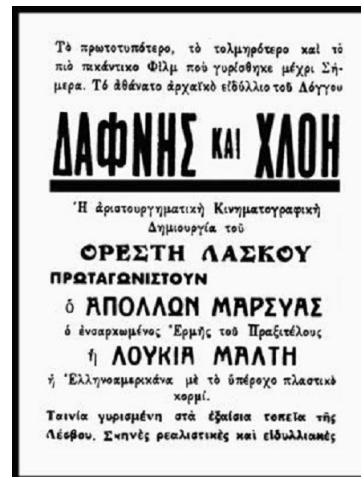 Τὸ πρωτοτυπότερο, τὸ τολμηρότερο καὶ τὸ
πιὸ πικάντικο Φὶλμ ποὺ γυρίσθηκε μέχρι Σή-
μερα. Τὸ ἀθάνατο ἀρχαϊκὸ εἰδύλλιο τοῦ Λόγγου
ΔΑΦΝΗΣ ΚΑΙ ΧΛΟΗ
Ἡ ἀριστουργηματικὴ Κινηματογραφικὴ
Δημιουργία τοῦ
ΟΡΕΣΤΗ ΛΑΣΚΟΥ
ΠΡΩΤΑΓΩΝΙΣΤΟΥΝ
ὁ ΑΠΟΛΛΩΝ ΜΑΡΣΥΑΣ
ὁ ἐνσαρκωμένος Ἑρμῆς τοῦ Πραξιτέλους
ἡ ΛΟΥΚΙΑ ΜΑΛΤΗ
ἡ Ἑλληνοαμερικάνα μὲ τὸ ὑπέροχο πλαστικὸ
κορμί.
Ταινία γυρισμένη στὰ ἐξαίσια τοπεῖα τῆς
Λέσβου. Σκηνὲς ρεαλιστικὲς καὶ εἰδυλλιακὲς